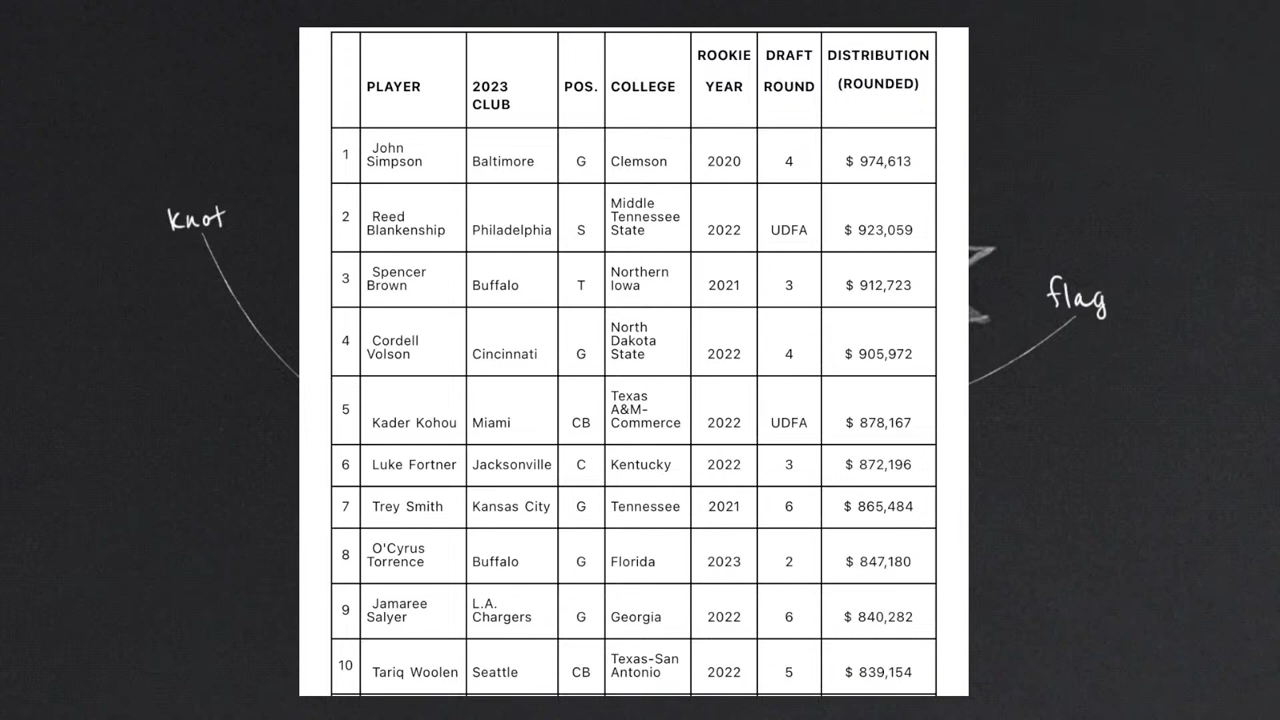 PLAYER 2023 CLUB POS. COLLEGE ROOKIE YEAR DRAFT ROUND DISTRIBUTION (ROUNDED)
1 John Simpson Baltimore G Clemson 2020 4 $ 974,613
2 Reed Blankenship Philadelphia S Middle Tennessee State 2022 UDFA $ 923,059
3 Spencer Brown Buffalo T Northern Iowa 2021 3 $ 912,723
4 Cordell Volson Cincinnati G North Dakota State 2022 4 $ 905,972
5 Kader Kohou Miami CB Texas A&M-Commerce 2022 UDFA $ 878,167
6 Luke Fortner Jacksonville C Kentucky 2022 3 $ 872,196
7 Trey Smith Kansas City G Tennessee 2021 6 $ 865,484
8 O'Cyrus Torrence Buffalo G Florida 2023 2 $ 847,180
9 Jamaree Salyer L.A. Chargers G Georgia 2022 6 $ 840,282
10 Tariq Woolen Seattle CB Texas-San Antonio 2022 5 $ 839,154
knot
flag